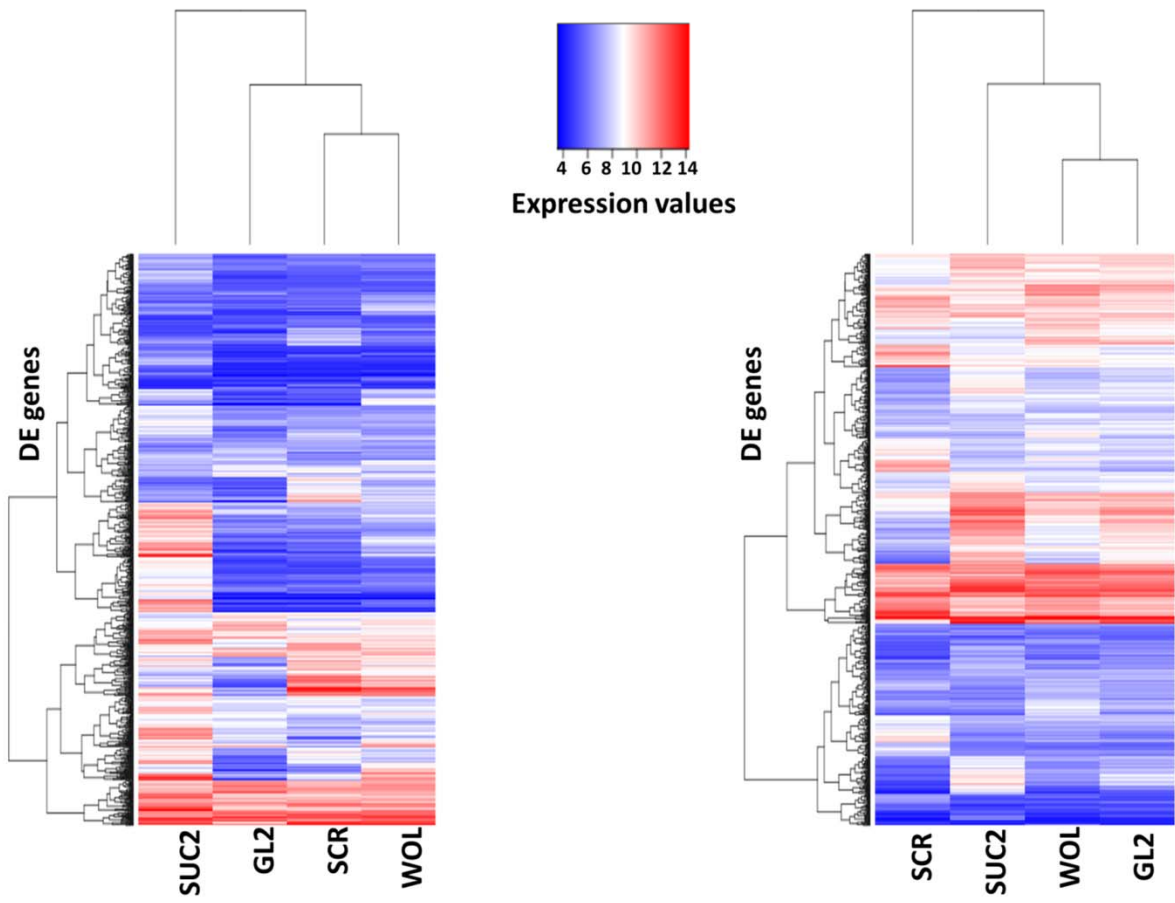 4 6 8 10 12 14
Expression values
DE genes
SUC2 GL2 SCR WOL
DE genes
SCR SUC2 WOL GL2